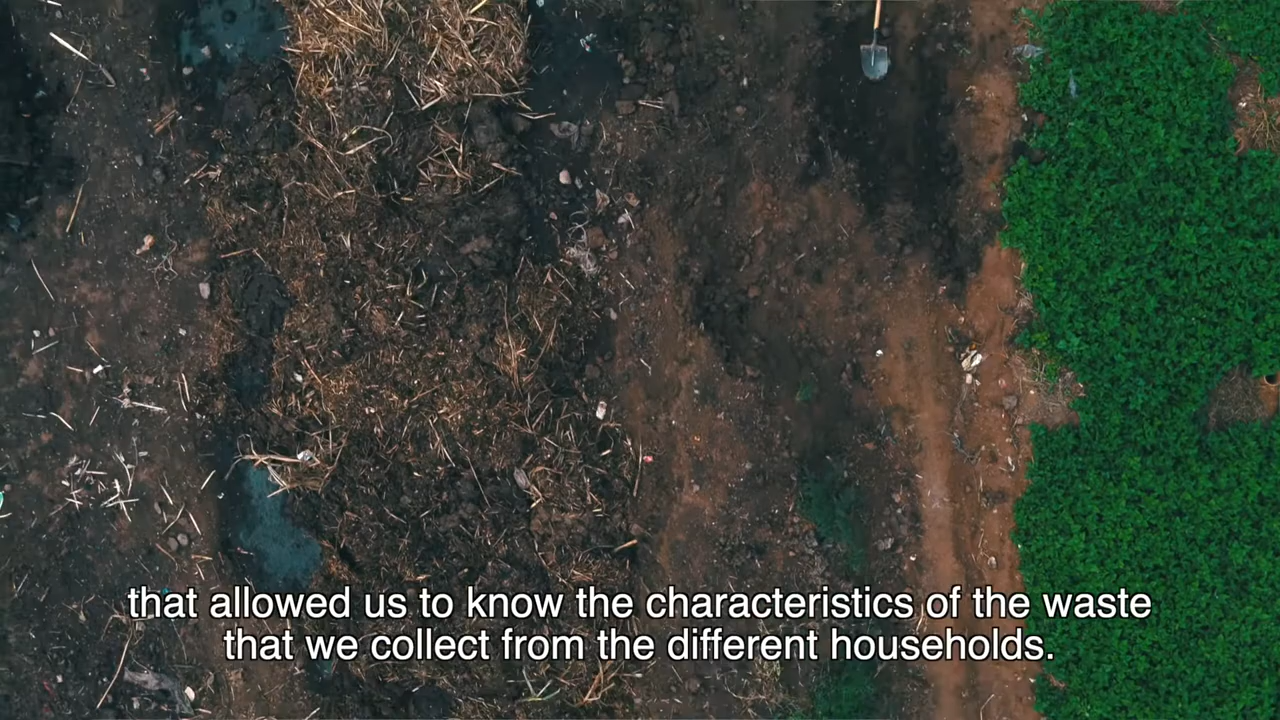 that allowed us to know the characteristics of the waste
that we collect from the different households.